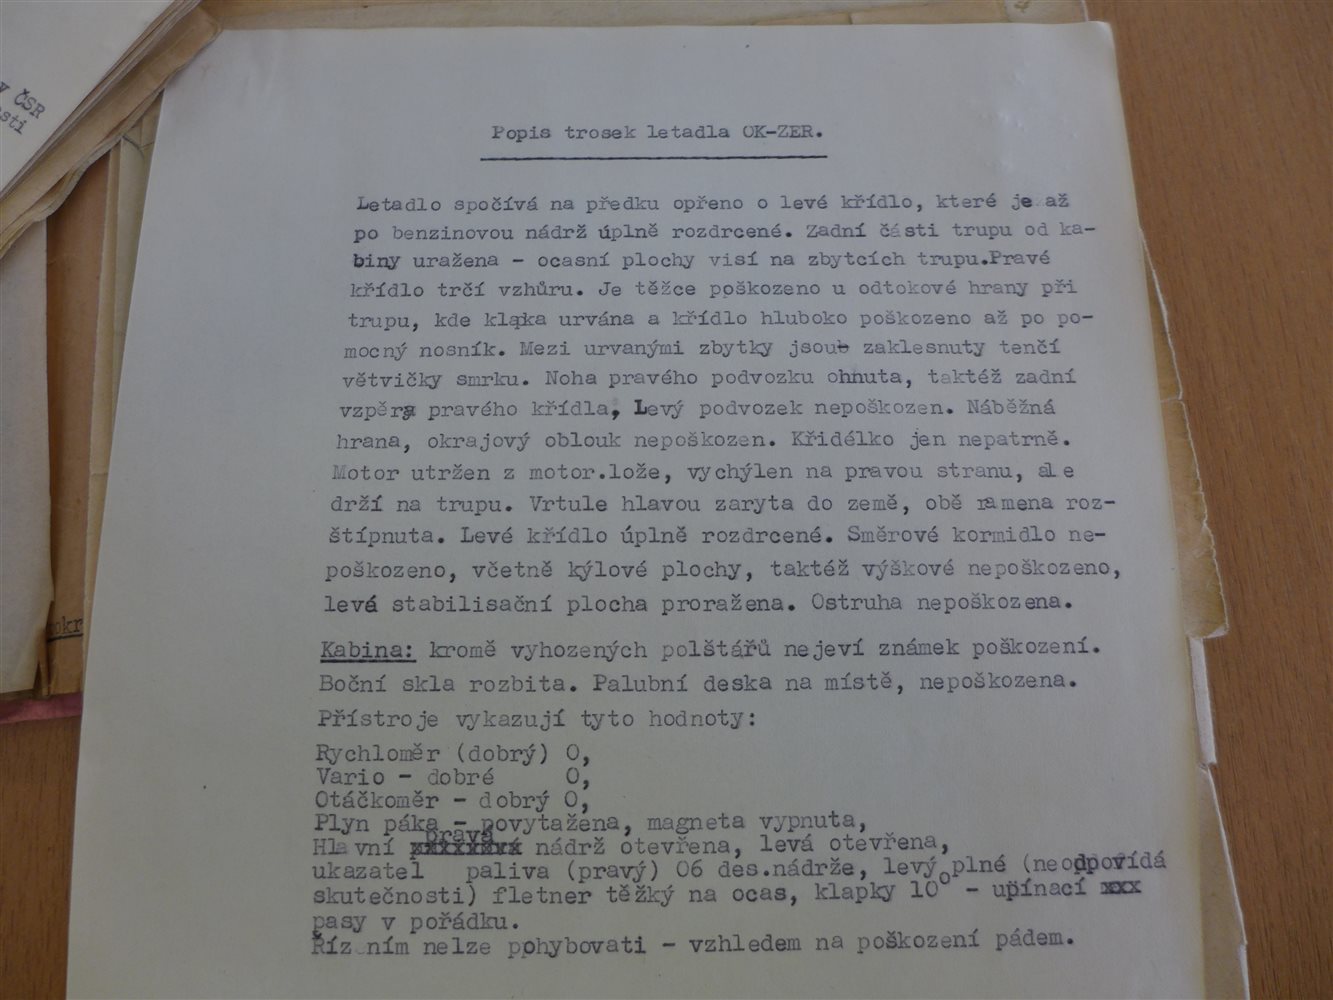 y ČSR
osti
Popis trosek letadla OK-ZER.
Letadlo spočívá na předku opřeno o levé křídlo, které je až
po benzinovou nádrž úplně rozdrcené. Zadní části trupu od ka-
biny uražena - ocasní plochy visí na zbytcích trupu.Pravé
křídlo trčí vzhůru. Je těžce poškozeno u odtokové hrany při
trupu, kde klapka urvána a křídlo hluboko poškozeno až po po-
mocný nosník. Mezi urvanými zbytky jsou zaklesnuty tenčí
větvičky smrku. Noha pravého podvozku ohnuta, taktéž zadní
vzpěra pravého křídla, Levý podvozek nepoškozen. Náběžná
hrana, okrajový oblouk nepoškozen. Křidélko jen nepatrně.
Motor utržen z motor.lože, vychýlen na pravou stranu, ale
drží na trupu. Vrtule hlavou zaryta do země, obě ramena roz-
štípnuta. Levé křídlo úplně rozdrcené. Směrové kormidlo ne-
poškozeno, včetně kýlové plochy, taktéž výškové nepoškozeno,
levá stabilisační plocha proražena. Ostruha nepoškozena.
Kabina: kromě vyhozených polštářů nejeví známek poškození.
Boční skla rozbita. Palubní deska na místě, nepoškozena.
Přístroje vykazují tyto hodnoty:
Rychloměr (dobrý) 0,
Vario - dobré 0,
Otáčkoměr - dobrý 0,
Plyn páka - povytažena, magneta vypnuta,
Hlavní pravá nádrž otevřena, levá otevřena,
ukazatel paliva (pravý) 06 des.nádrže, levý plné (neodpovídá
skutečnosti) fletner těžký na ocas, klapky 10° - upínací xxx
pasy v pořádku.
Řízením nelze pohybovati - vzhledem na poškození pádem.
okr